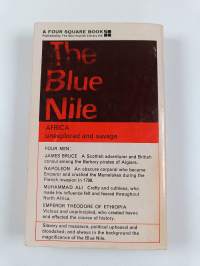 A FOUR SQUARE BOOK
The
Blue
Nile
AFRICA
unexplored and savage
FOUR MEN:
JAMES BRUCE A Scottish adventurer and British
consul among the Barbary pirates of Algiers.
NAPOLEON An obscure corporal who became
Emperor and crushed the Mamelukes during the
French invasion in 1798.
MUHAMMAD ALI Crafty and ruthless, who
made his influence felt and feared throughout
North Africa.
EMPEROR THEODORE OF ETHIOPIA
Vicious and unprincipled, who created havoc
and effected the course of history.
Slavery and massacre, political upheaval and
bloodshed; and always in the background the
magnificence of the Blue Nile.